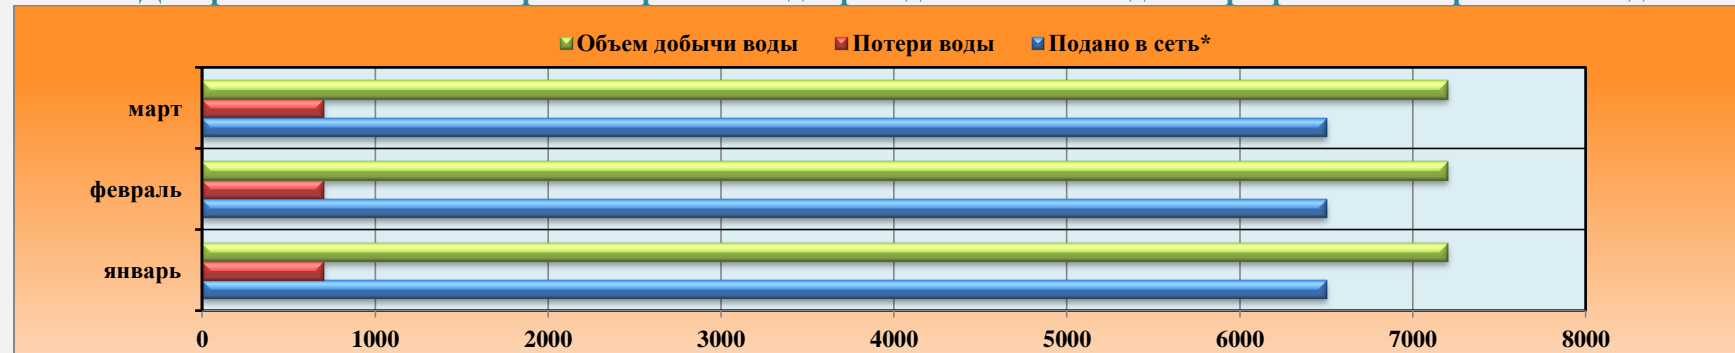 Объем добычи воды Потери воды Подано в сеть*
март
февраль
январь
0 1000 2000 3000 4000 5000 6000 7000 8000